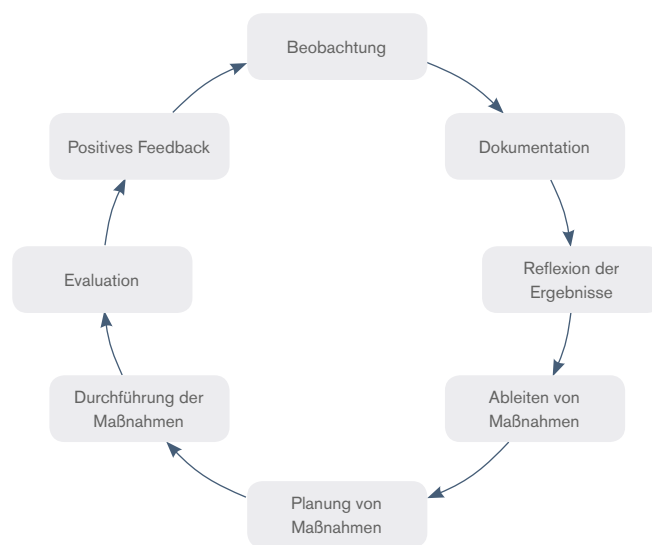 Beobachtung
Dokumentation
Reflexion der
Ergebnisse
Ableiten von
Maßnahmen
Planung von
Maßnahmen
Durchführung der
Maßnahmen
Evaluation
Positives Feedback